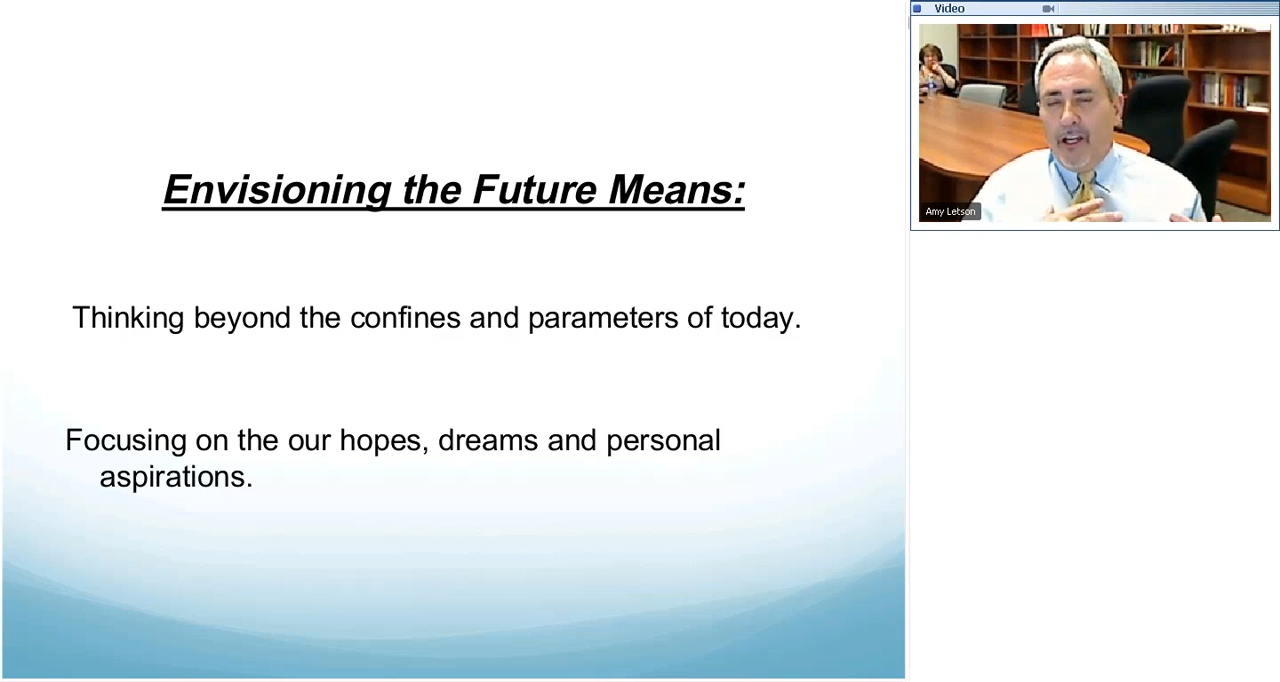 Video
Envisioning the Future Means:
Amy Letson
Thinking beyond the confines and parameters of today.
Focusing on the our hopes, dreams and personal
aspirations.